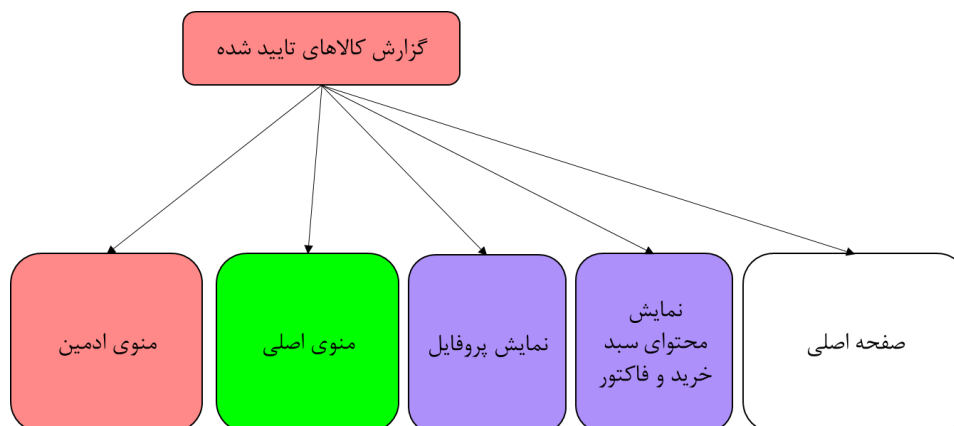 گزارش کالاهای تایید شده
صفحه اصلی
نمایش
محتوای سبد
خرید و فاکتور
نمایش پروفایل
منوی اصلی
منوی ادمین